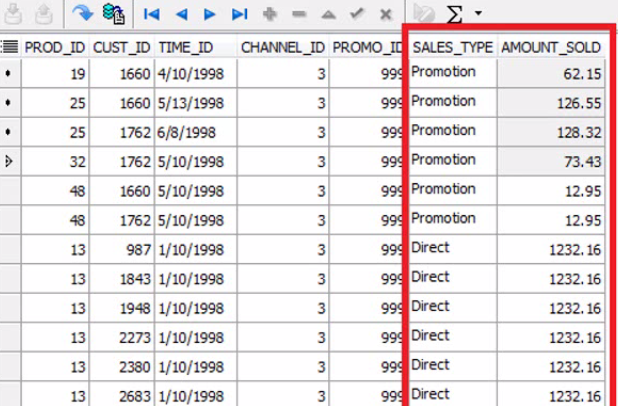 Σ
PROD_ID CUST_ID TIME_ID CHANNEL_ID PROMO_ID SALES_TYPE AMOUNT_SOLD
19 1660 4/10/1998 3 999 Promotion 62.15
25 1660 5/13/1998 3 999 Promotion 126.55
25 1762 6/8/1998 3 999 Promotion 128.32
32 1762 5/10/1998 3 999 Promotion 73.43
48 1660 5/10/1998 3 999 Promotion 12.95
48 1762 5/10/1998 3 999 Promotion 12.95
13 987 1/10/1998 3 999 Direct 1232.16
13 1843 1/10/1998 3 999 Direct 1232.16
13 1948 1/10/1998 3 999 Direct 1232.16
13 2273 1/10/1998 3 999 Direct 1232.16
13 2380 1/10/1998 3 999 Direct 1232.16
13 2683 1/10/1998 3 999 Direct 1232.16